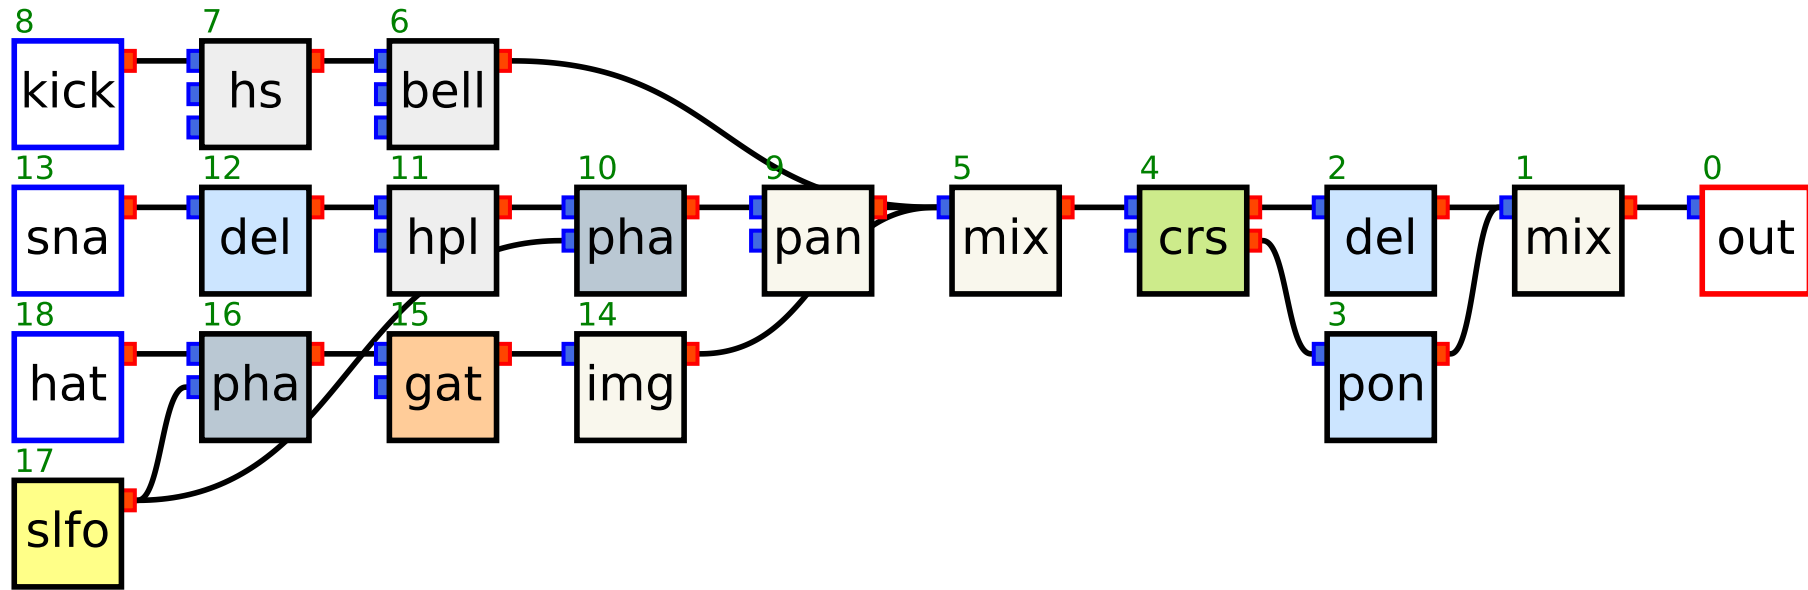 8 7 6
kick hs bell
13 12 11 10 9 5 4 2 1 0
sna del hpl pha pan mix crs del mix out
18 16 15 14 3
hat pha gat img pon
17
slfo